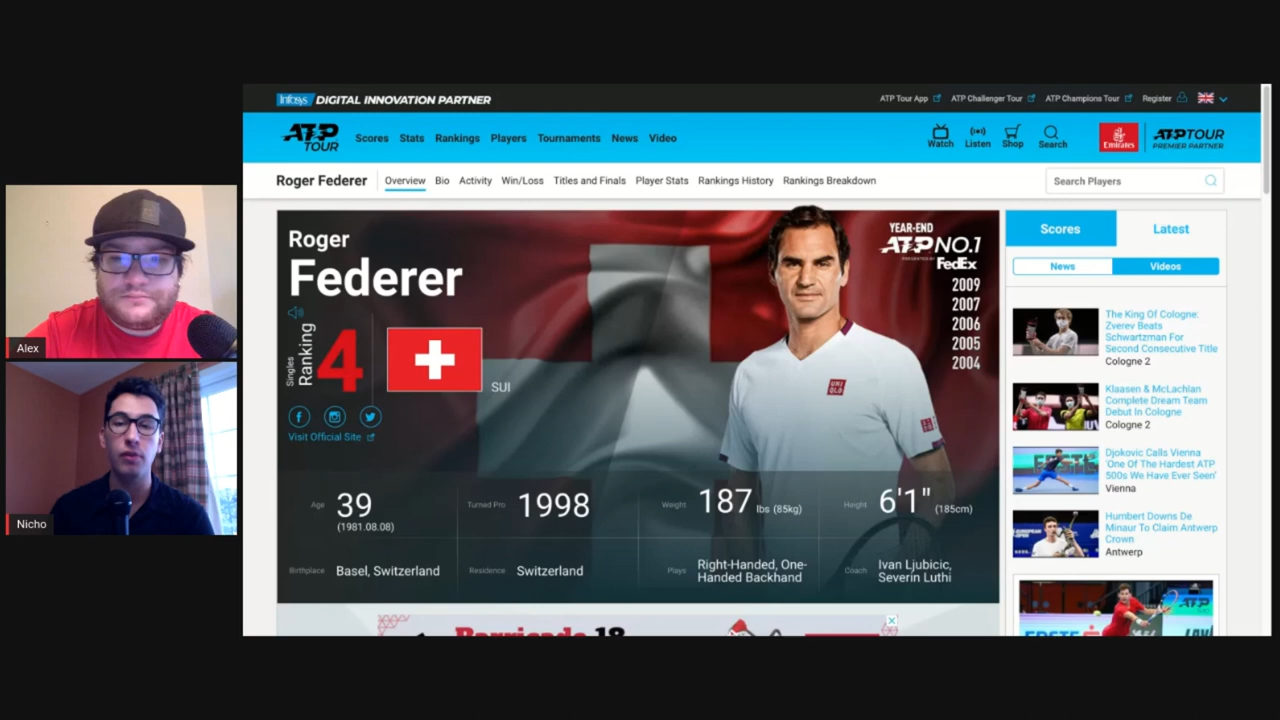 Infosys DIGITAL INNOVATION PARTNER
ATP Tour App ATP Challenger Tour ATP Champions Tour Register
ATP TOUR
Scores Stats Rankings Players Tournaments News Video
Watch Listen Shop Search
Emirates
ATP TOUR
PREMIER PARTNER
Roger Federer
Overview Bio Activity Win/Loss Titles and Finals Player Stats Rankings History Rankings Breakdown
Search Players
Alex
Nicho
Roger
Federer
Singles
Ranking
4
SUI
Visit Official Site
YEAR-END
ATP NO.1
PRESENTED BY
FedEx
2009
2007
2006
2005
2004
UNI
QLO
Age 39
(1981.08.08)
Turned Pro 1998
Weight 187 lbs (85kg)
Height 6'1" (185cm)
Birthplace Basel, Switzerland
Residence Switzerland
Plays Right-Handed, One-
Handed Backhand
Coach Ivan Ljubicic,
Severin Luthi
Scores Latest
News Videos
The King Of Cologne:
Zverev Beats
Schwartzman For
Second Consecutive Title
Cologne 2
Klaasen & McLachlan
Complete Dream Team
Debut In Cologne
Cologne 2
Djokovic Calls Vienna
'One Of The Hardest ATP
500s We Have Ever Seen'
Vienna
Humbert Downs De
Minaur To Claim Antwerp
Crown
Antwerp
ATP
ERSTE